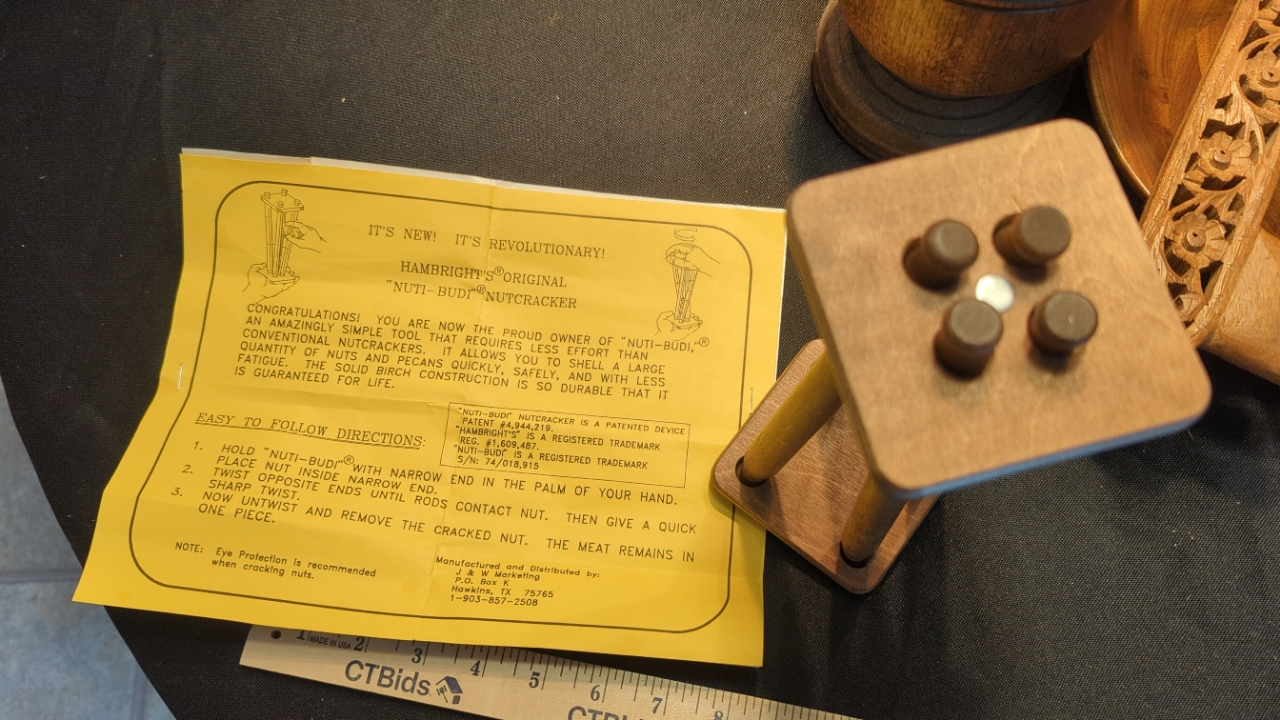 IT'S NEW! IT'S REVOLUTIONARY!
HAMBRIGHT'S® ORIGINAL
"NUTI-BUDI"® NUTCRACKER
CONGRATULATIONS! YOU ARE NOW THE PROUD OWNER OF "NUTI-BUDI,"®
AN AMAZINGLY SIMPLE TOOL THAT REQUIRES LESS EFFORT THAN
CONVENTIONAL NUTCRACKERS. IT ALLOWS YOU TO SHELL A LARGE
QUANTITY OF NUTS AND PECANS QUICKLY, SAFELY, AND WITH LESS
FATIGUE. THE SOLID BIRCH CONSTRUCTION IS SO DURABLE THAT IT
IS GUARANTEED FOR LIFE.
"NUTI-BUDI" NUTCRACKER IS A PATENTED DEVICE
PATENT #4,944,219.
"HAMBRIGHT'S" IS A REGISTERED TRADEMARK
REG. #1,609,487.
"NUTI-BUDI" IS A REGISTERED TRADEMARK
S/N: 74/018,915
EASY TO FOLLOW DIRECTIONS:
1. HOLD "NUTI-BUDI"® WITH NARROW END IN THE PALM OF YOUR HAND.
PLACE NUT INSIDE NARROW END.
2. TWIST OPPOSITE ENDS UNTIL RODS CONTACT NUT. THEN GIVE A QUICK
SHARP TWIST.
3. NOW UNTWIST AND REMOVE THE CRACKED NUT. THE MEAT REMAINS IN
ONE PIECE.
NOTE: Eye Protection is recommended
when cracking nuts.
Manufactured and Distributed by:
J & W Marketing
P.O. Box K
Hawkins, TX 75765
1-903-857-2508
1 MADE IN USA 2 3 4 5 6 7 8
CTBids